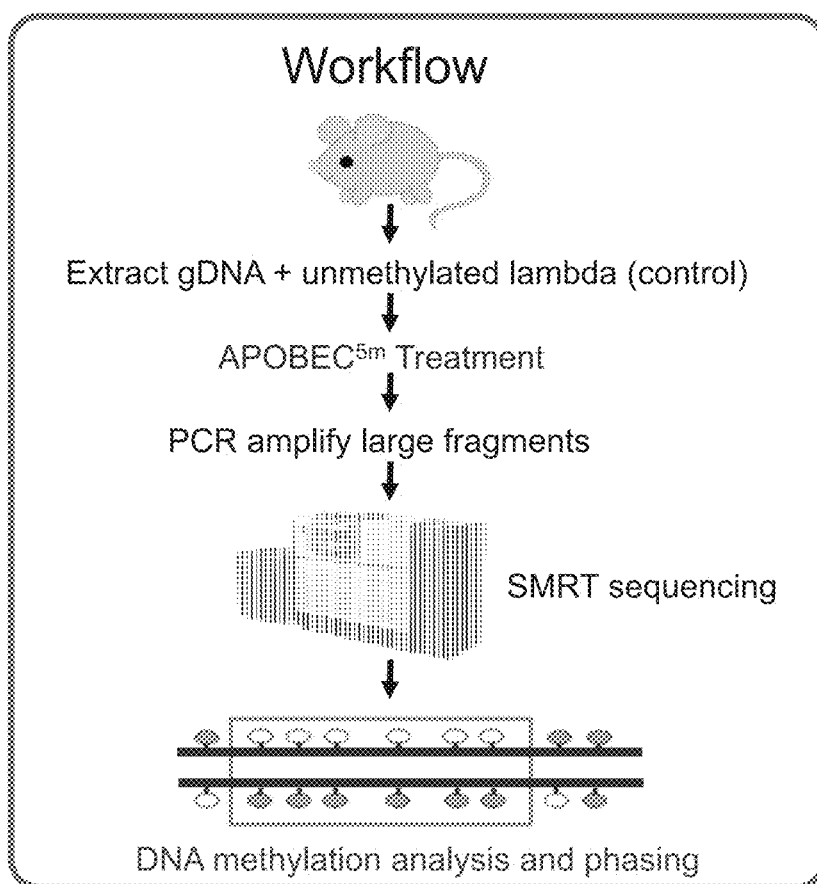 Workflow
Extract gDNA + unmethylated lambda (control)
APOBEC⁵ᵐ Treatment
PCR amplify large fragments
SMRT sequencing
DNA methylation analysis and phasing